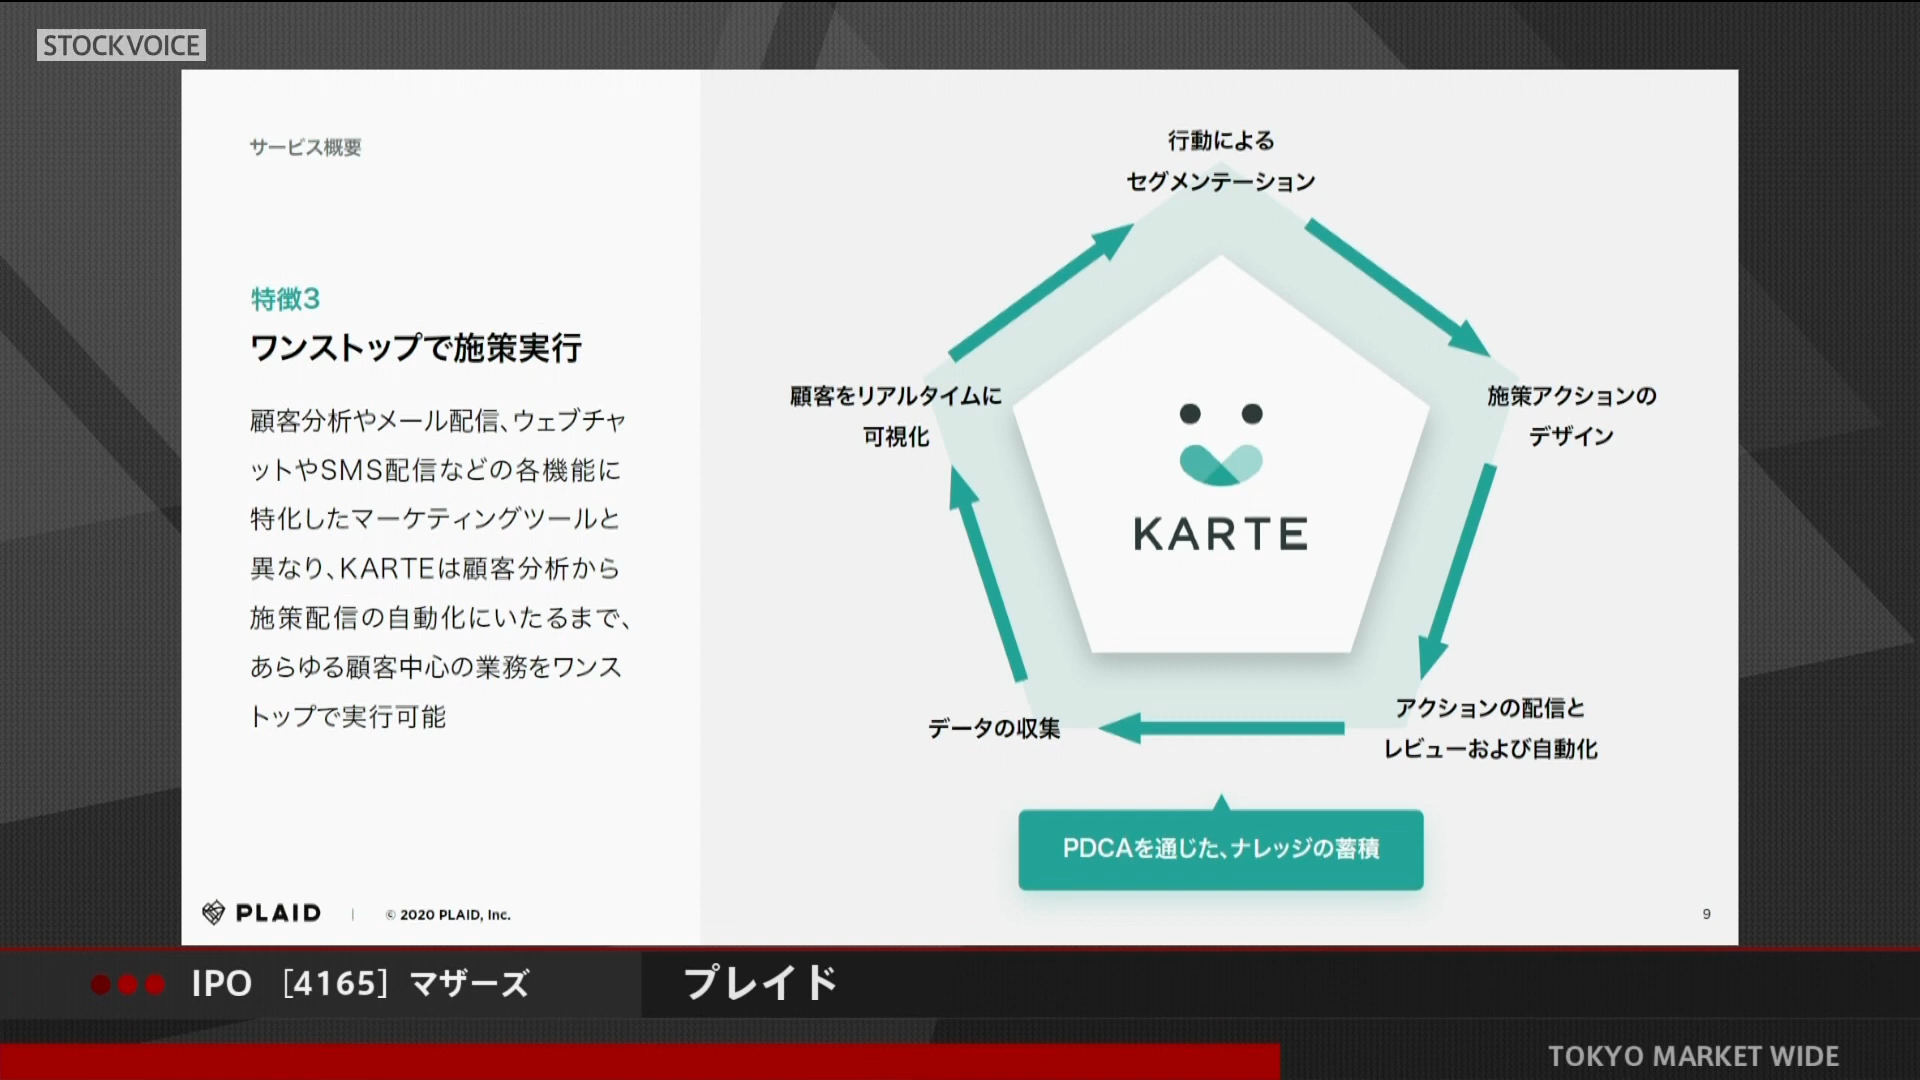 STOCKVOICE
サービス概要
特徴3
ワンストップで施策実行
顧客分析やメール配信、ウェブチャ
ットやSMS配信などの各機能に
特化したマーケティングツールと
異なり、KARTEは顧客分析から
施策配信の自動化にいたるまで、
あらゆる顧客中心の業務をワンス
トップで実行可能
行動による
セグメンテーション
顧客をリアルタイムに
可視化
施策アクションの
デザイン
KARTE
データの収集
アクションの配信と
レビューおよび自動化
PDCAを通じた、ナレッジの蓄積
PLAID | © 2020 PLAID, Inc.
9
IPO [4165] マザーズ プレイド
TOKYO MARKET WIDE